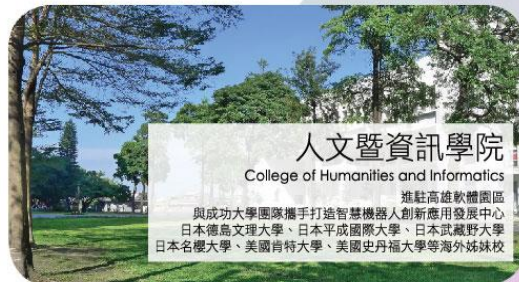 人文暨資訊學院
College of Humanities and Informatics
進駐高雄軟體園區
與成功大學團隊攜手打造智慧機器人創新應用發展中心
日本德島文理大學、日本平成國際大學、日本武藏野大學
日本名櫻大學、美國肯特大學、美國史丹福大學等海外姊妹校